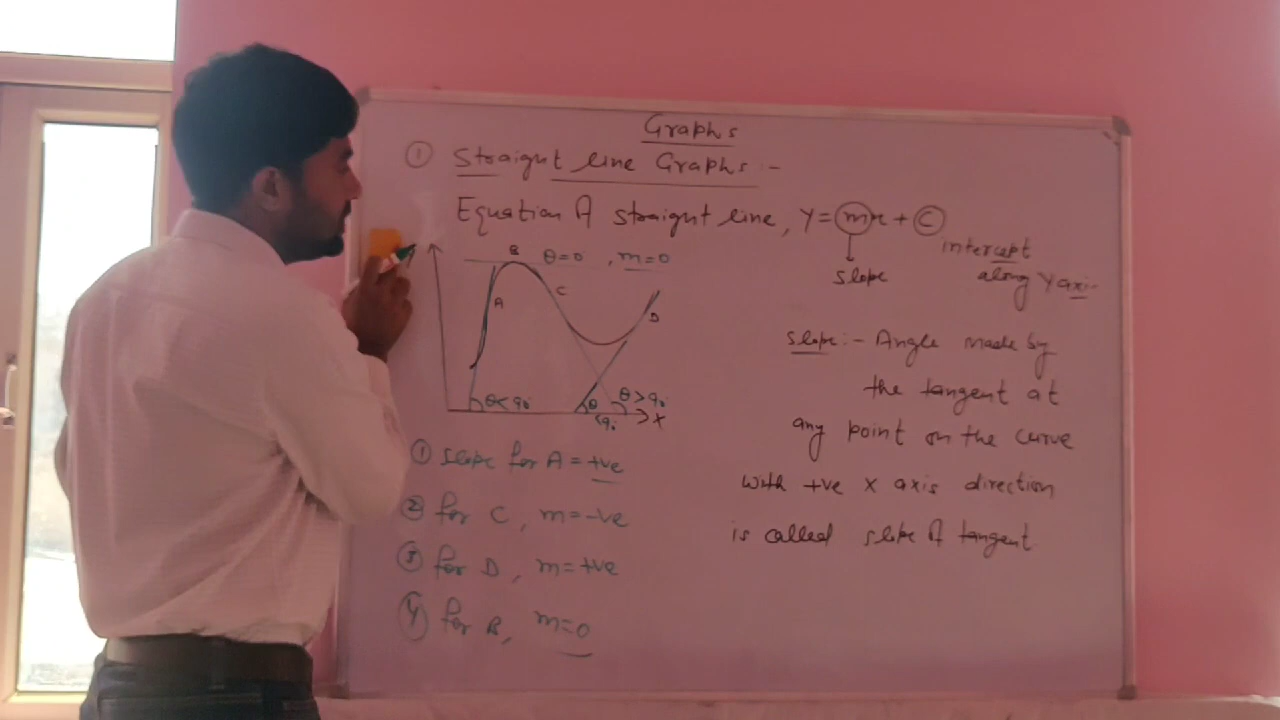 Graphs
① Straight line Graphs :-
Equation of straight line, y = mx + c
slope
intercept
along Y axis
B θ=0 , m=0
A
C
D
θ<90
θ
<90
θ>90
X
slope :- Angle made by
the tangent at
any point on the curve
with +ve x axis direction
is called slope of tangent
① slope for A = +ve
② for C, m=-ve
③ for D, m=+ve
④ for B, m=0